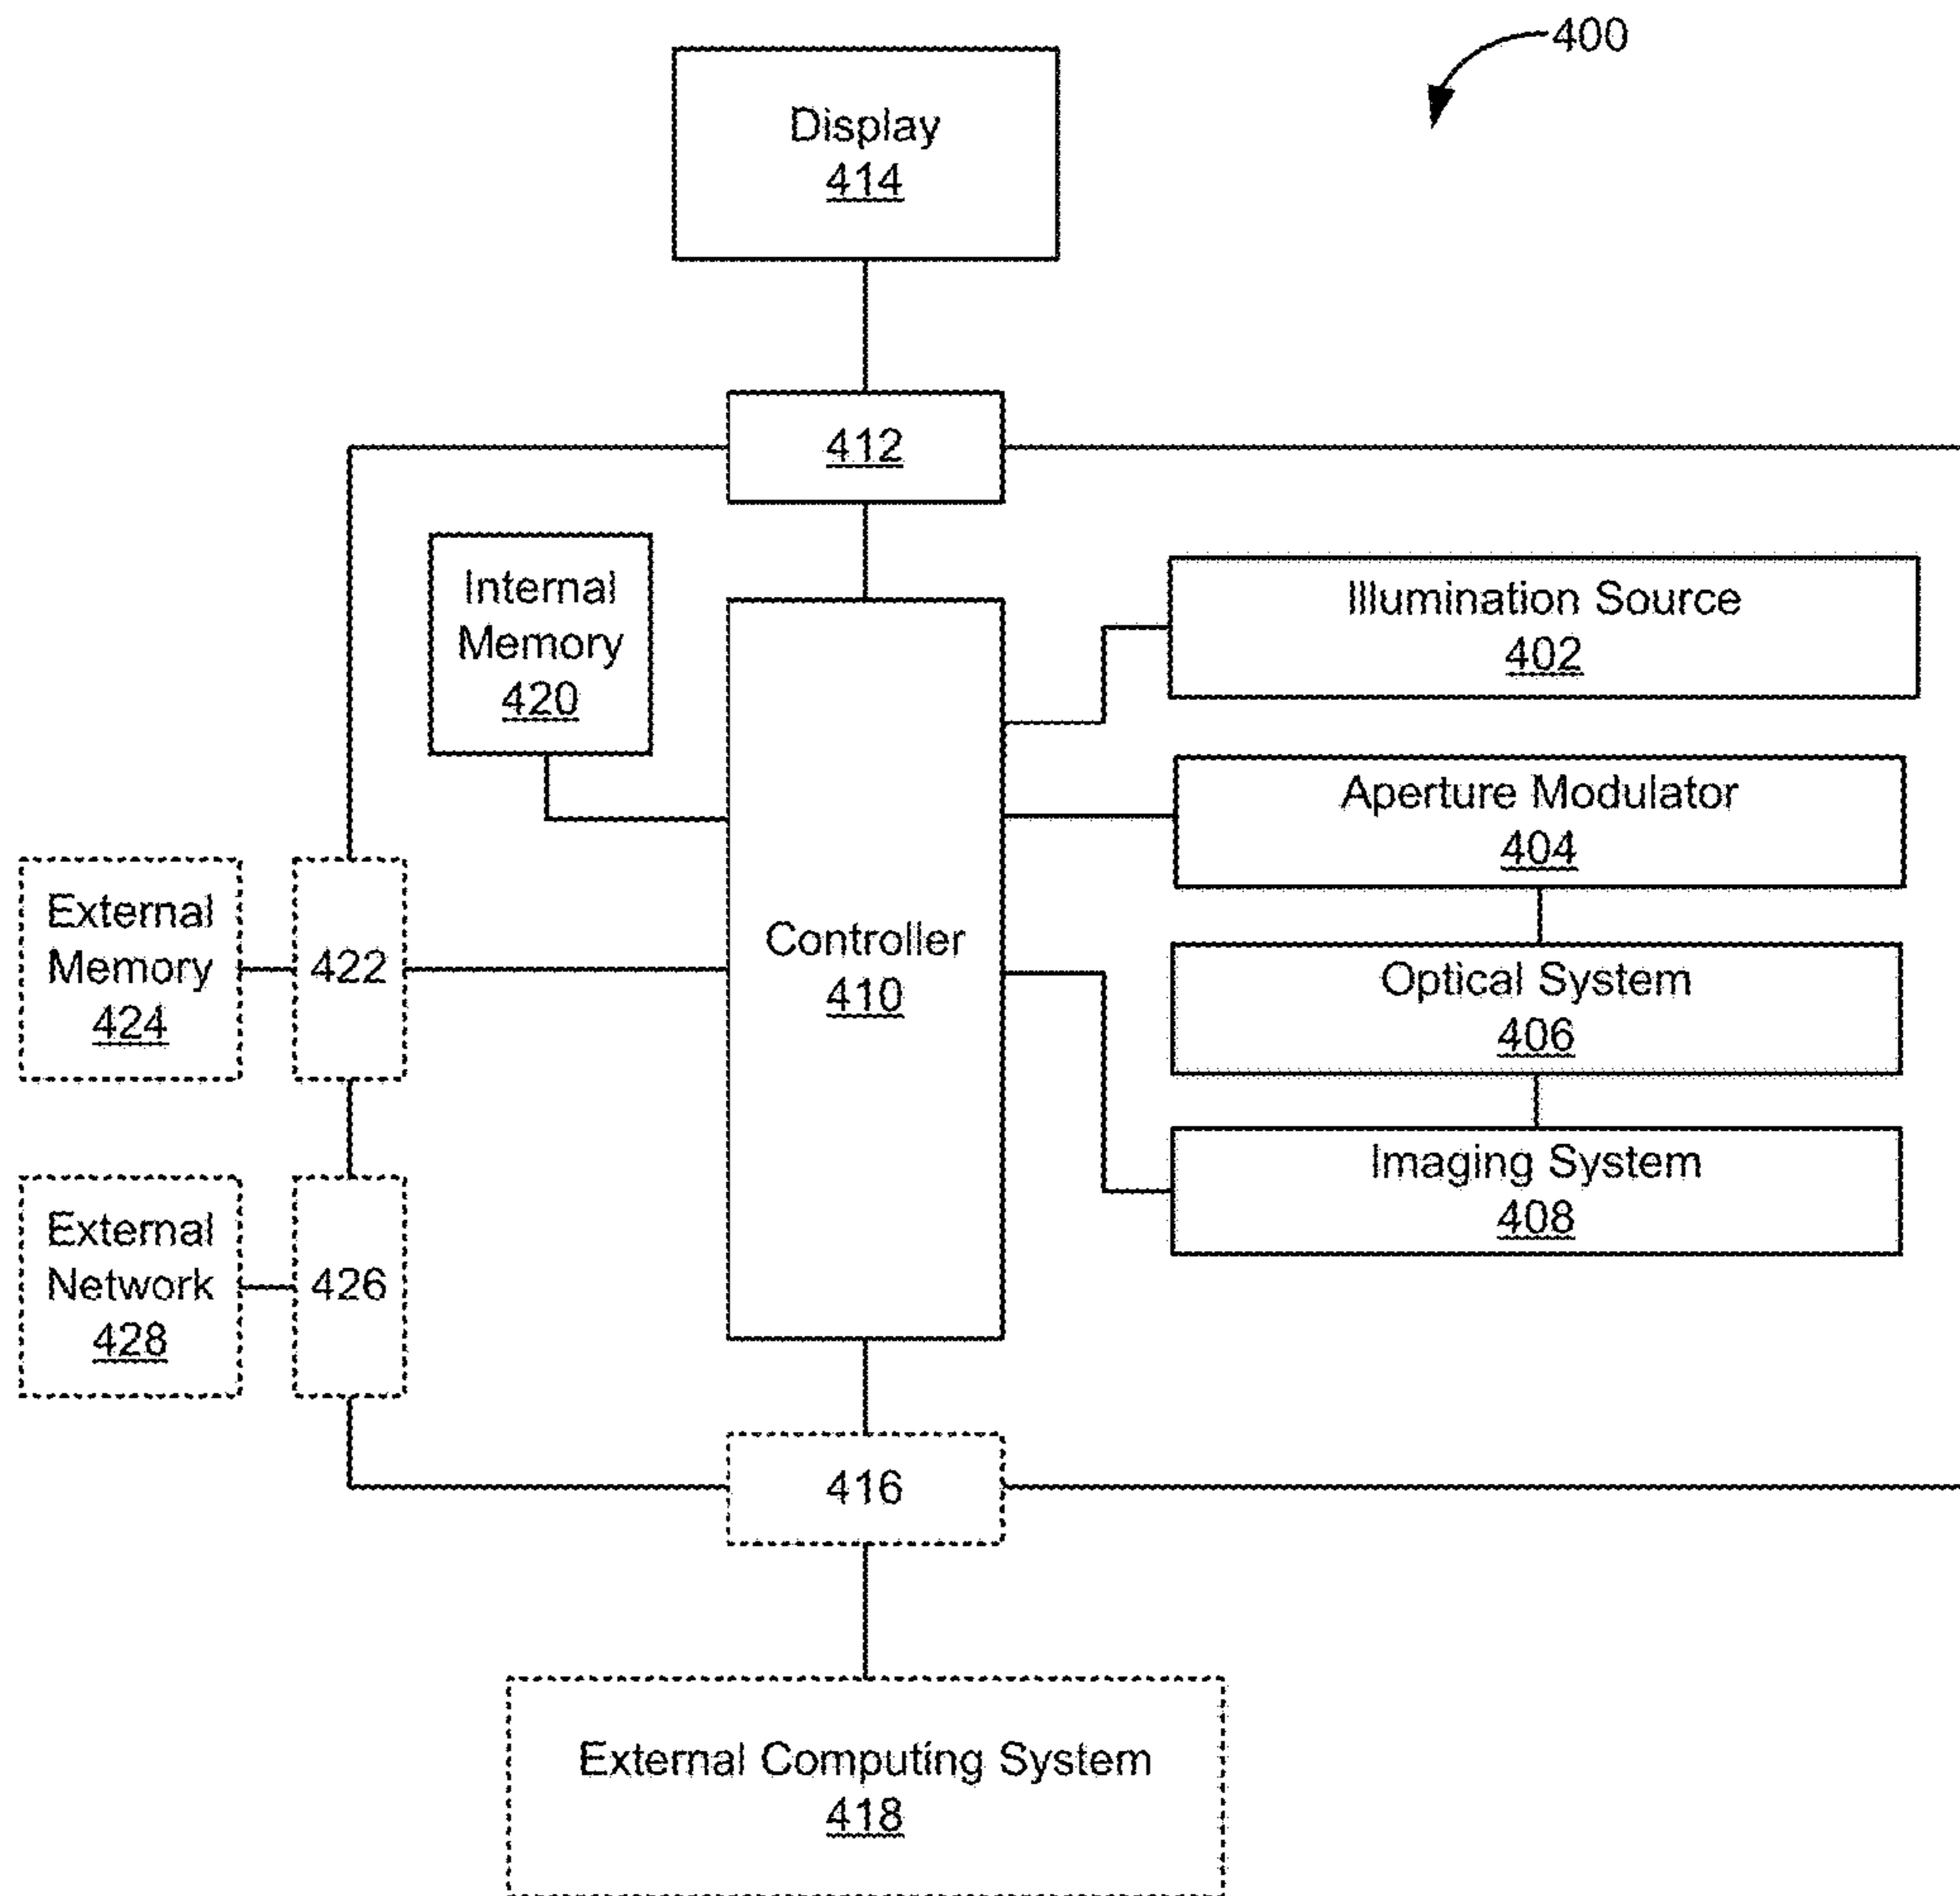 400
Display
414
412
Internal
Memory
420
Illumination Source
402
Aperture Modulator
404
External
Memory
424
422
Controller
410
Optical System
406
Imaging System
408
External
Network
428
426
416
External Computing System
418